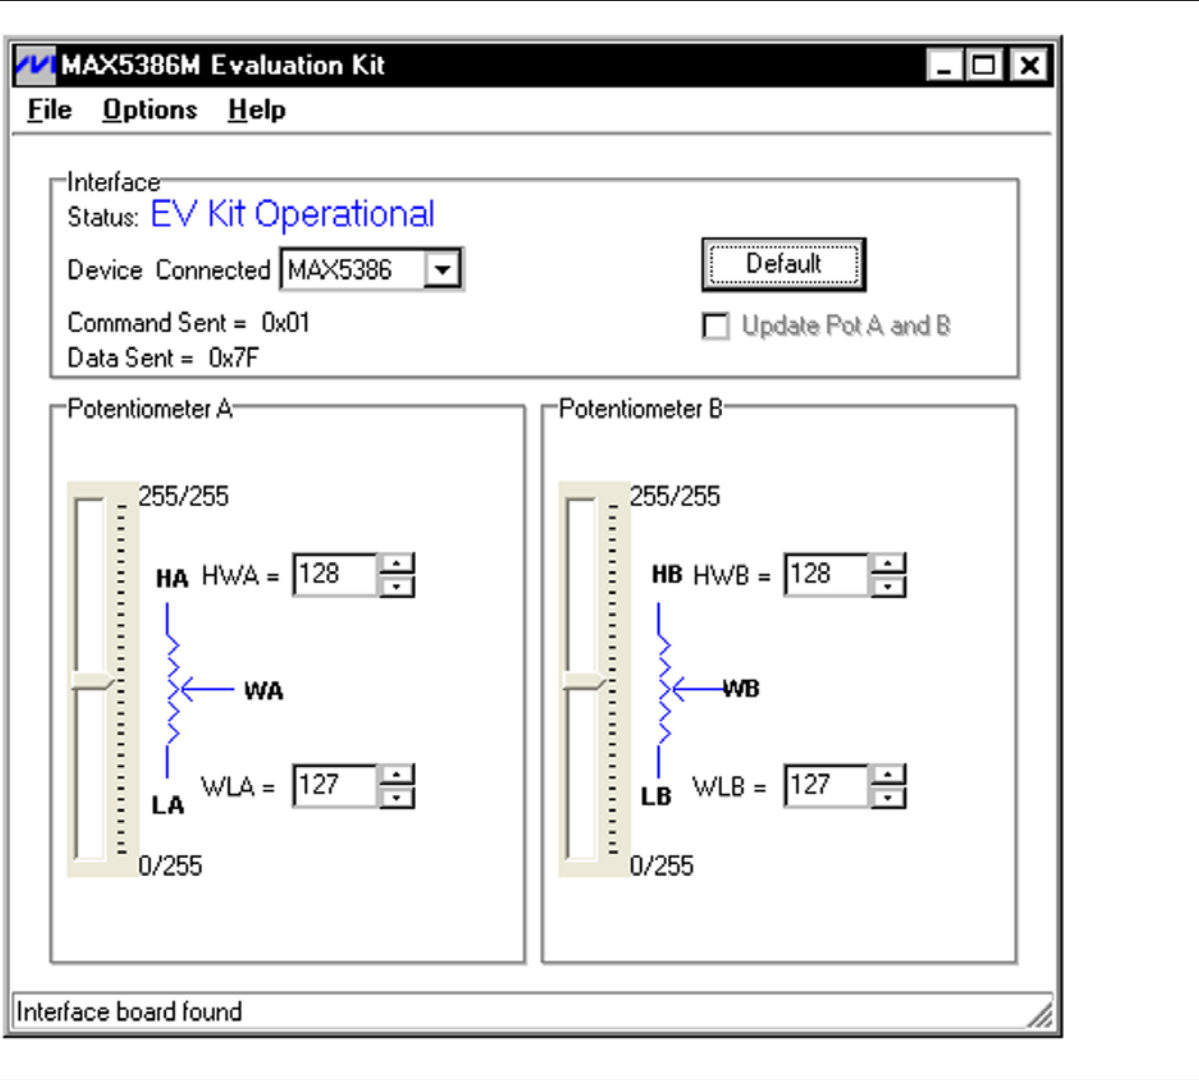 MAX5386M Evaluation Kit
File Options Help
Interface
Status: EV Kit Operational
Device Connected MAX5386
Default
Command Sent = 0x01
Update Pot A and B
Data Sent = 0x7F
Potentiometer A
255/255
HA HWA = 128
WA
WLA = 127
LA
0/255
Potentiometer B
255/255
HB HWB = 128
WB
LB WLB = 127
0/255
Interface board found